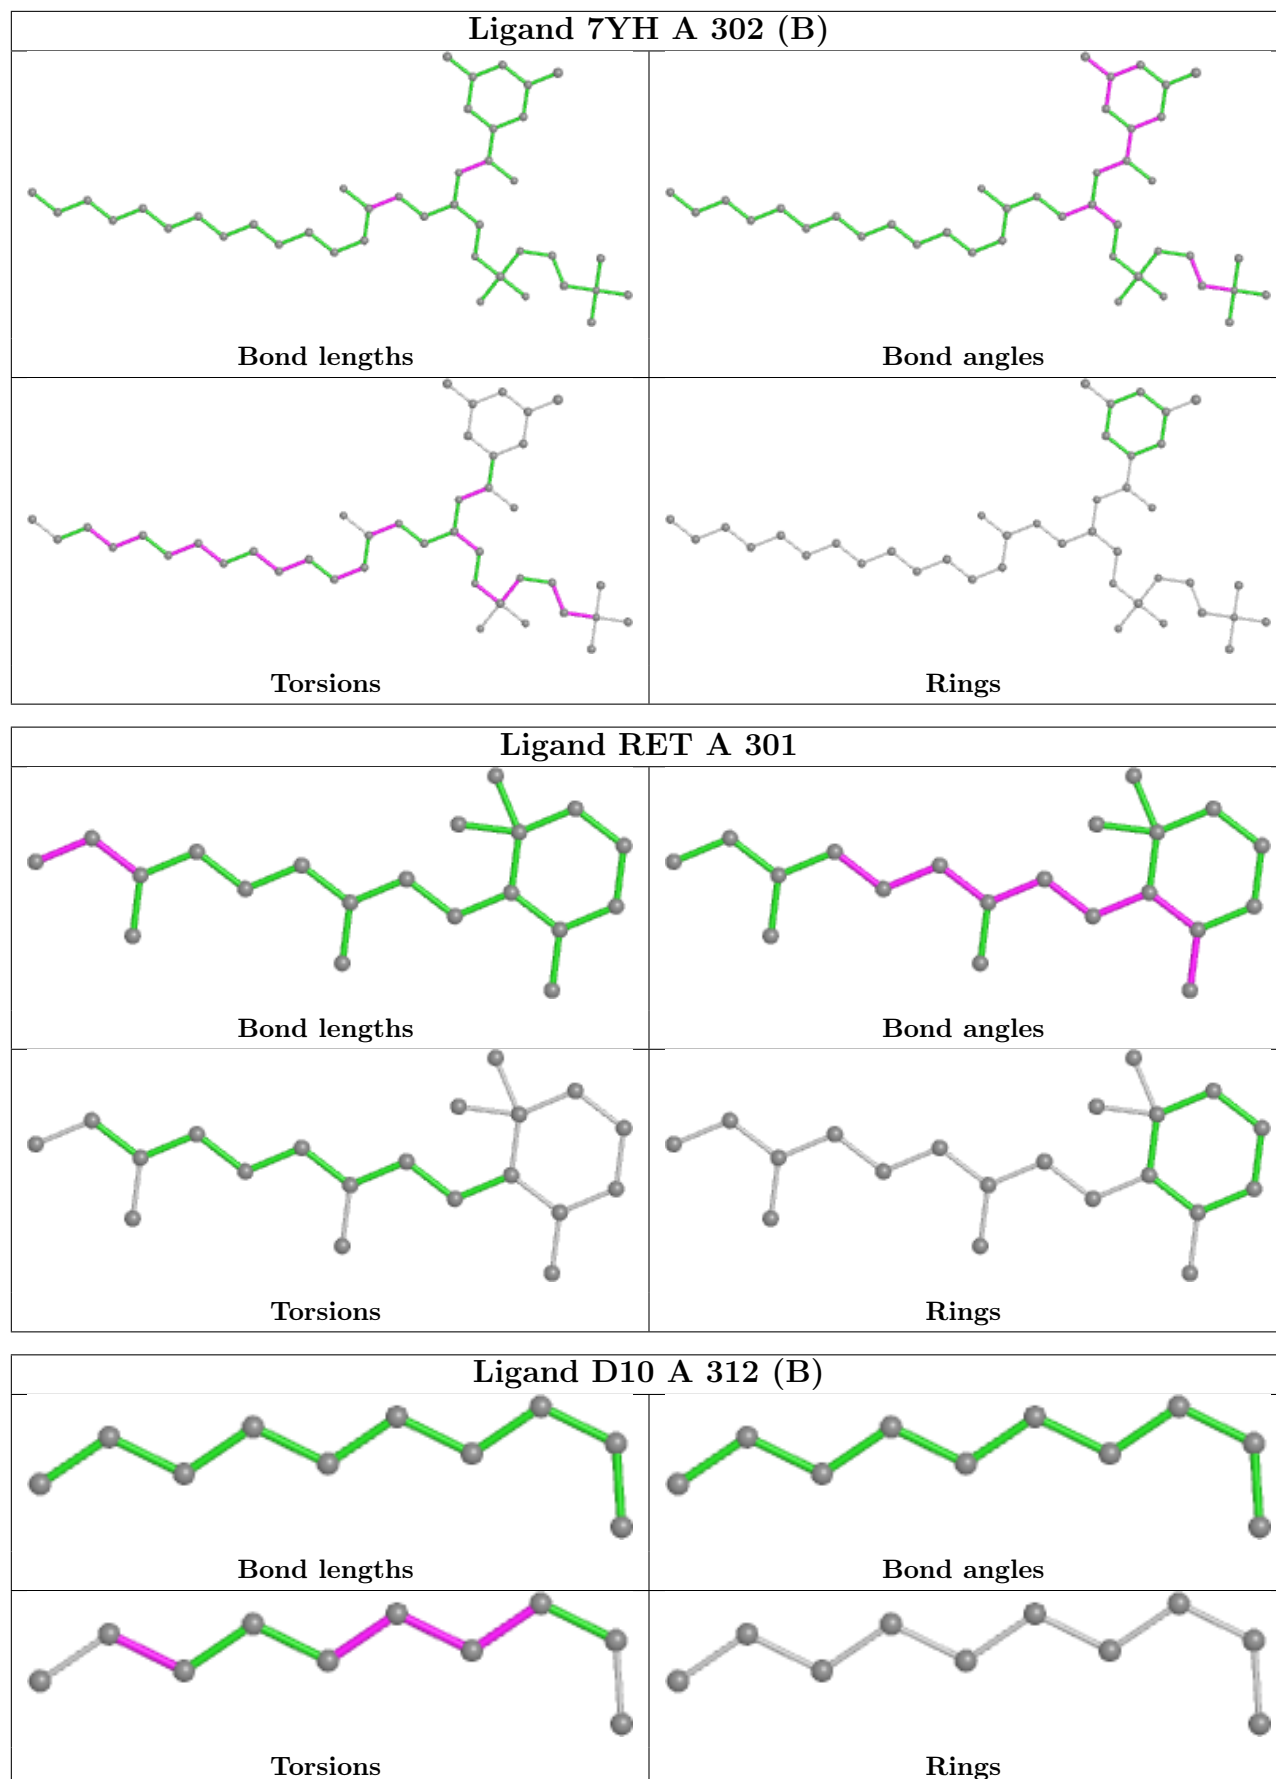 Ligand 7YH A 302 (B)
Bond lengths
Bond angles
Torsions
Rings
Ligand RET A 301
Bond lengths
Bond angles
Torsions
Rings
Ligand D10 A 312 (B)
Bond lengths
Bond angles
Torsions
Rings